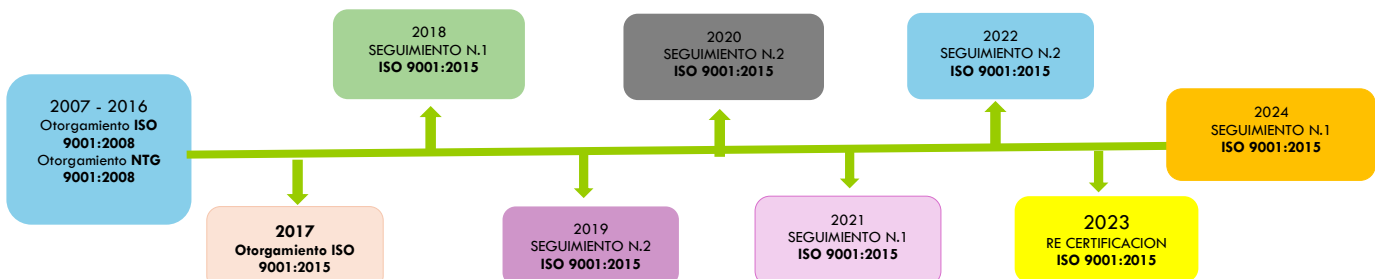 2007 - 2016
Otorgamiento ISO
9001:2008
Otorgamiento NTG
9001:2008
2017
Otorgamiento ISO
9001:2015
2018
SEGUIMIENTO N.1
ISO 9001:2015
2019
SEGUIMIENTO N.2
ISO 9001:2015
2020
SEGUIMIENTO N.2
ISO 9001:2015
2021
SEGUIMIENTO N.1
ISO 9001:2015
2022
SEGUIMIENTO N.2
ISO 9001:2015
2023
RE CERTIFICACION
ISO 9001:2015
2024
SEGUIMIENTO N.1
ISO 9001:2015